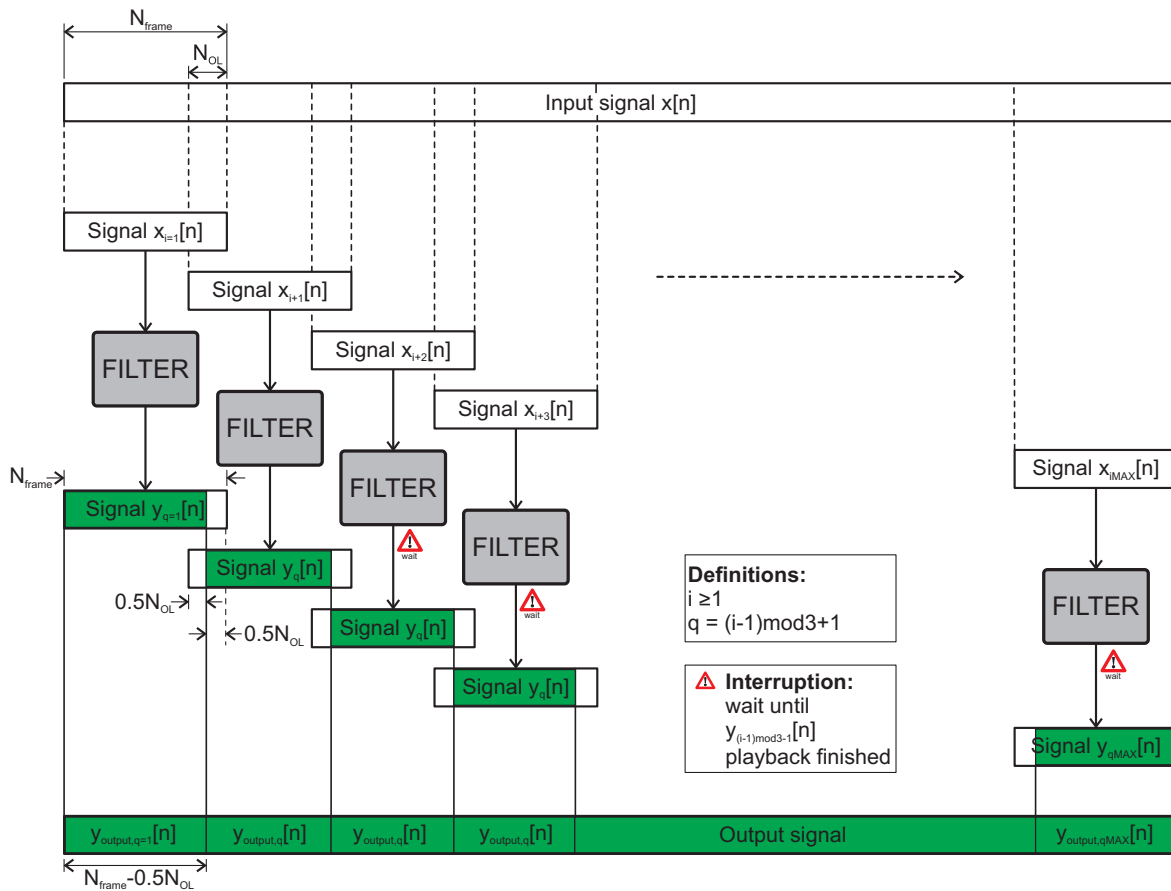 N_frame
N_OL
Input signal x[n]
Signal x_i=1[n]
Signal x_i+1[n]
Signal x_i+2[n]
Signal x_i+3[n]
Signal x_iMAX[n]
FILTER
FILTER
FILTER
FILTER
FILTER
wait
wait
wait
N_frame
Signal y_q=1[n]
Signal y_q[n]
Signal y_q[n]
Signal y_q[n]
Signal y_qMAX[n]
0.5N_OL
0.5N_OL
Definitions:
i ≥1
q = (i-1)mod3+1
Interruption:
wait until
y_(i-1)mod3-1[n]
playback finished
y_output,q=1[n]
y_output,q[n]
y_output,q[n]
y_output,q[n]
Output signal
y_output,qMAX[n]
N_frame-0.5N_OL